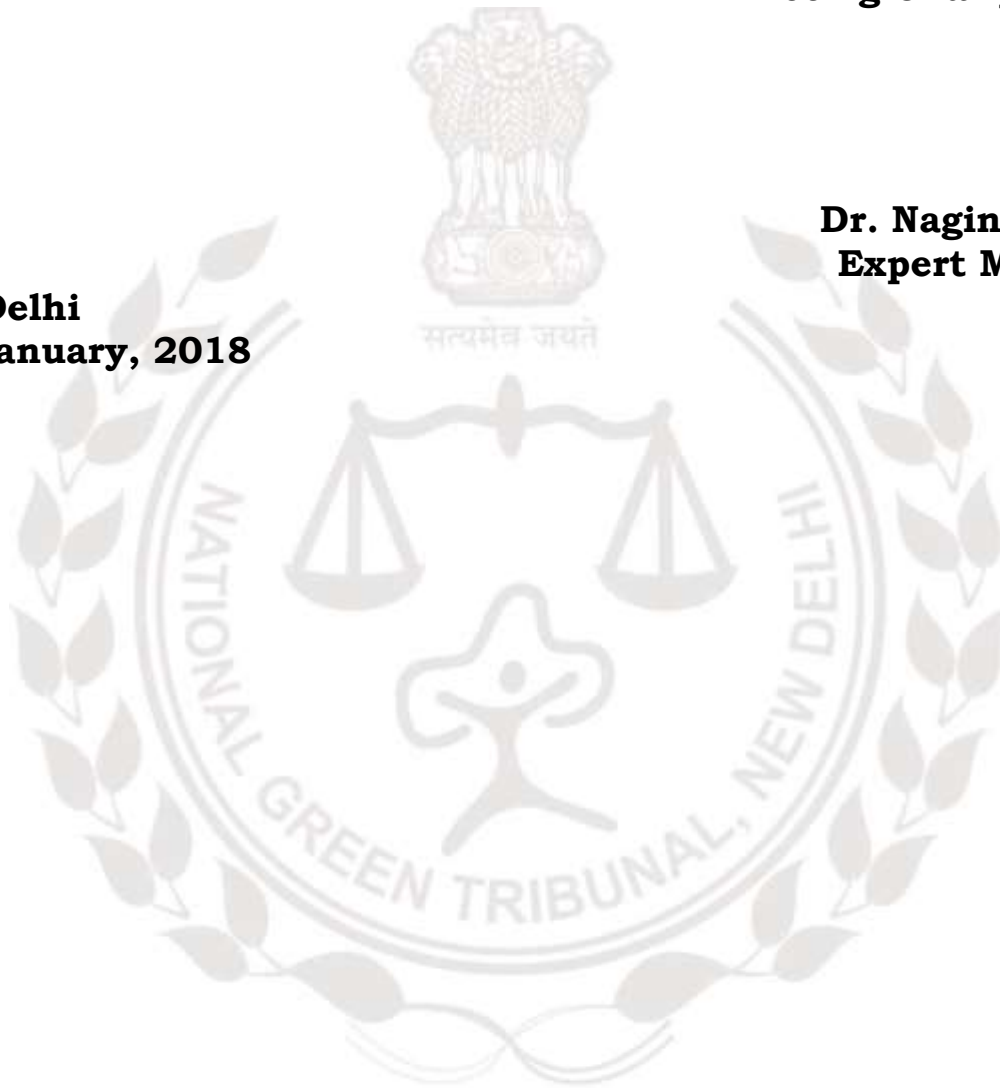 Dr. Nagin
Expert M
Delhi
anuary, 2018
सत्यमेव जयते
NATIONAL GREEN TRIBUNAL, NEW DELHI